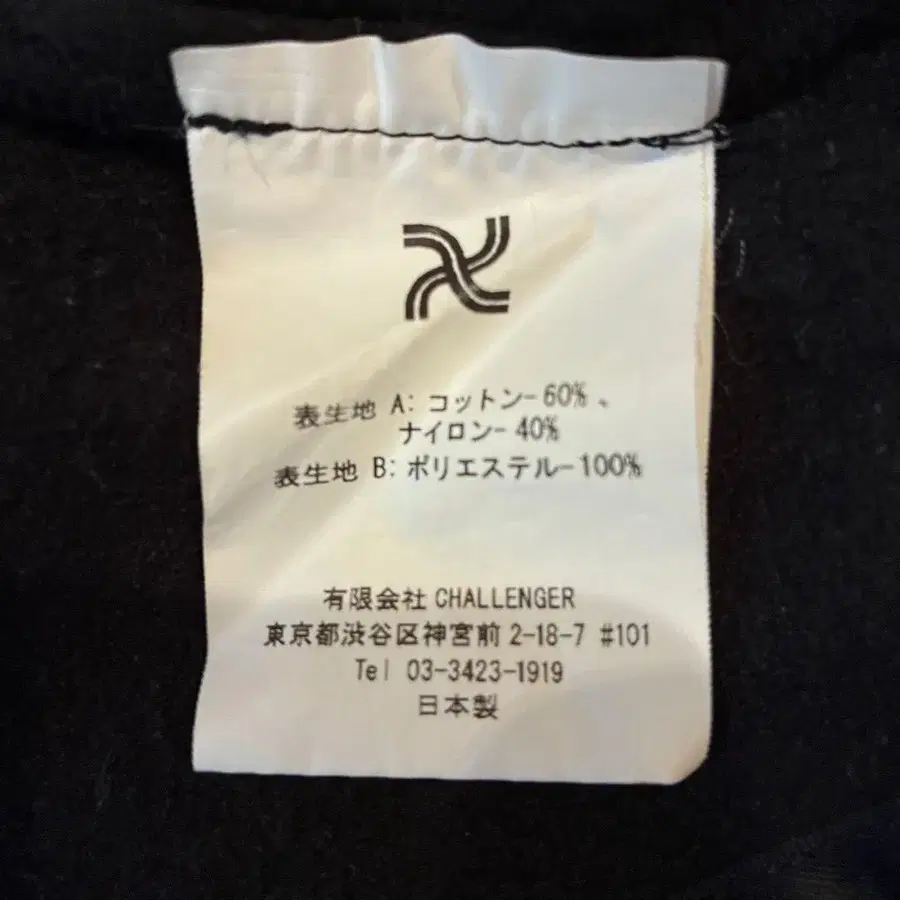 表生地 A: コットン-60%、
ナイロン-40%
表生地 B: ポリエステル-100%
有限会社 CHALLENGER
東京都渋谷区神宮前 2-18-7 #101
Tel 03-3423-1919
日本製